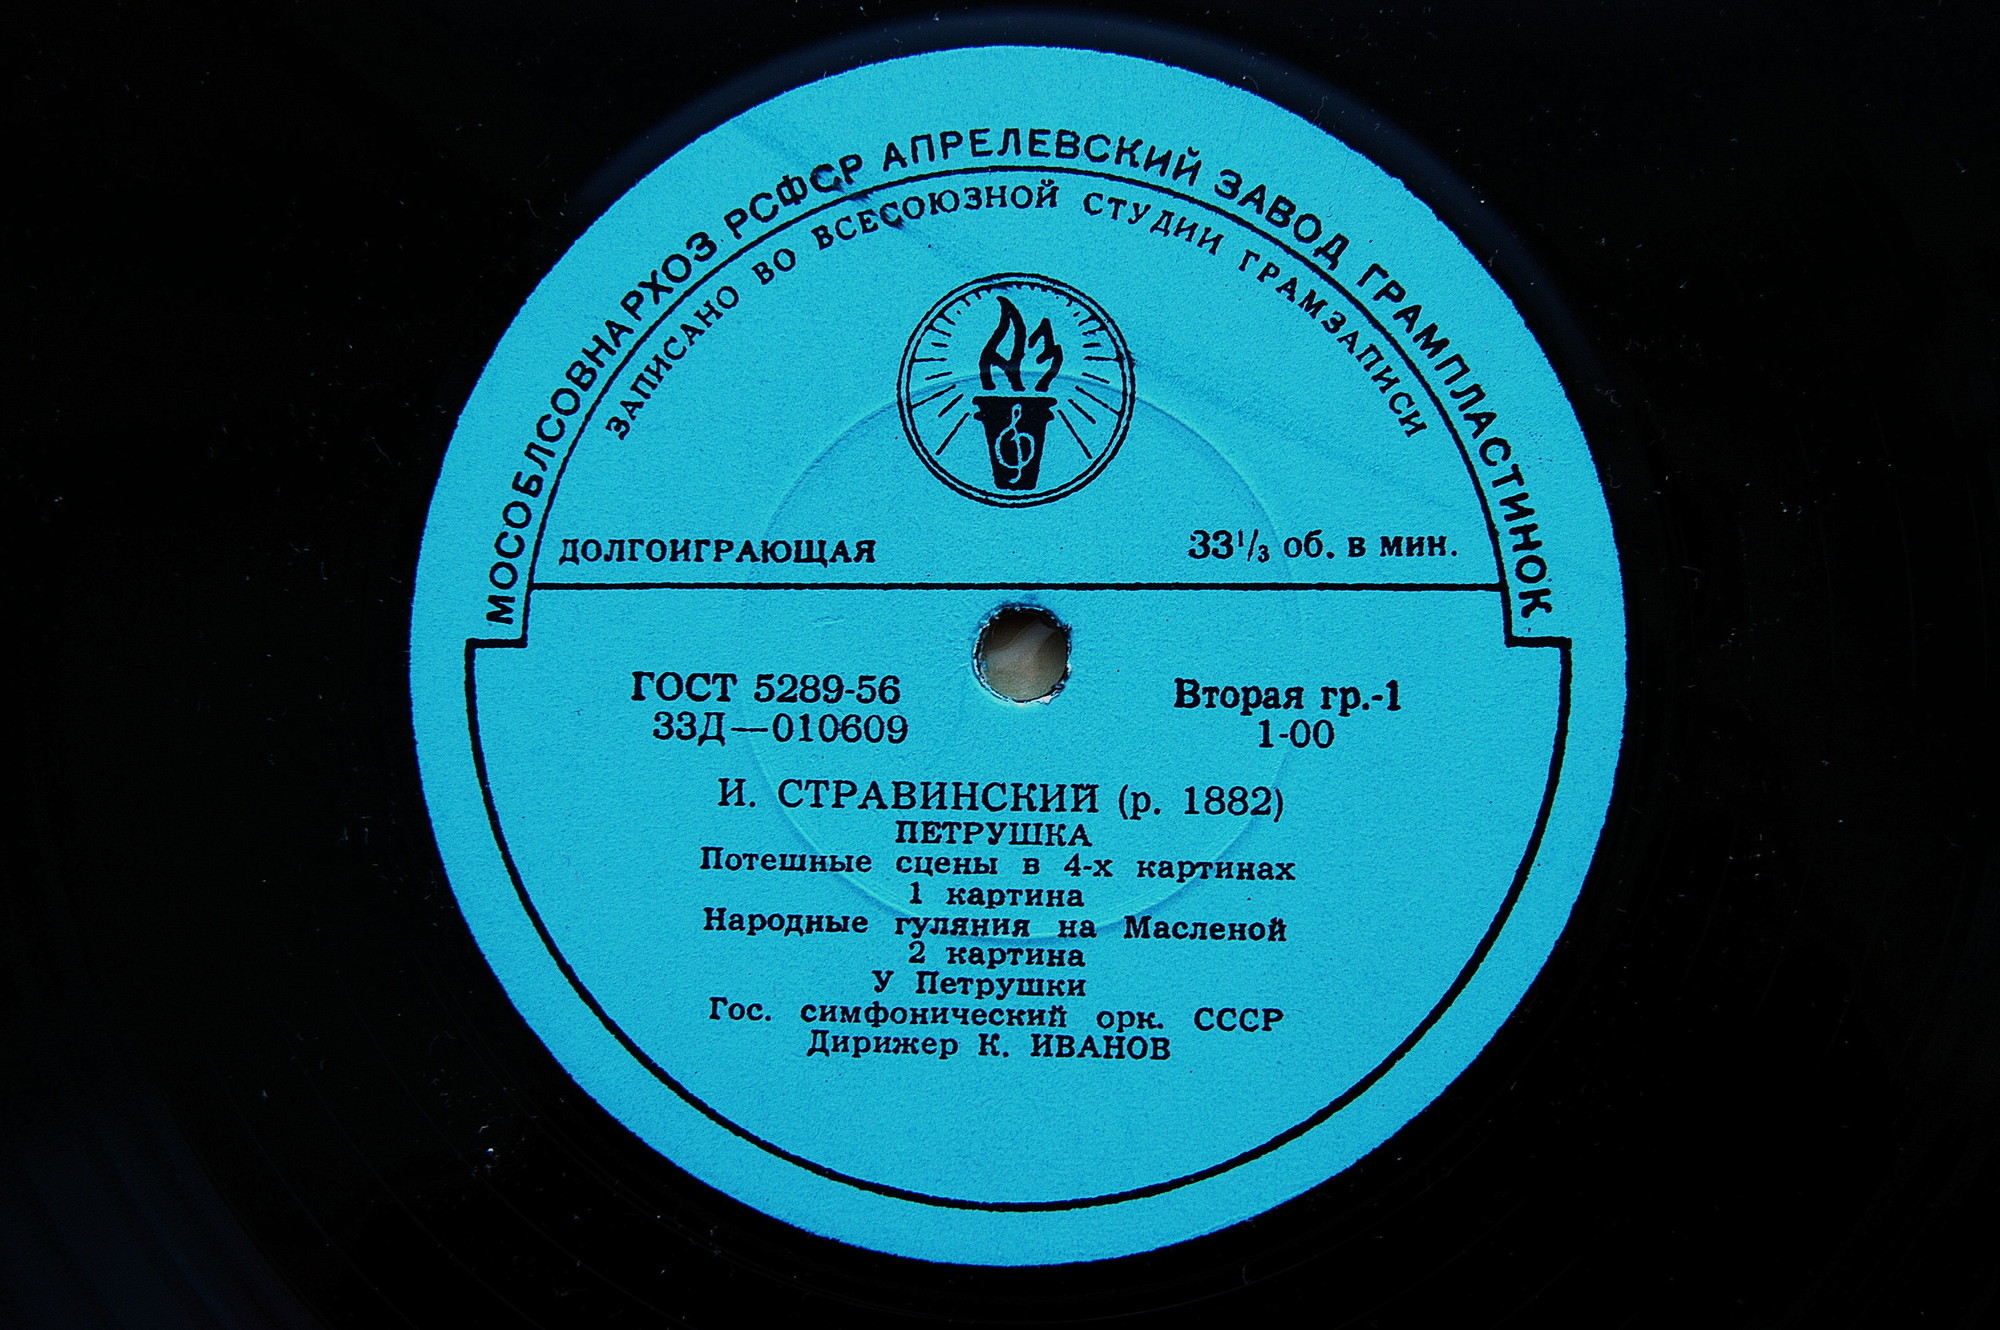 МОСОБЛСОВНАРХОЗ РСФСР АПРЕЛЕВСКИЙ ЗАВОД ГРАМПЛАСТИНОК
ЗАПИСАНО ВО ВСЕСОЮЗНОЙ СТУДИИ ГРАМЗАПИСИ
АЗ
ДОЛГОИГРАЮЩАЯ
33 1/3 об. в мин.
ГОСТ 5289-56
33Д—010609
Вторая гр.-1
1-00
И. СТРАВИНСКИЙ (р. 1882)
ПЕТРУШКА
Потешные сцены в 4-х картинах
1 картина
Народные гуляния на Масленой
2 картина
У Петрушки
Гос. симфонический орк. СССР
Дирижер К. ИВАНОВ